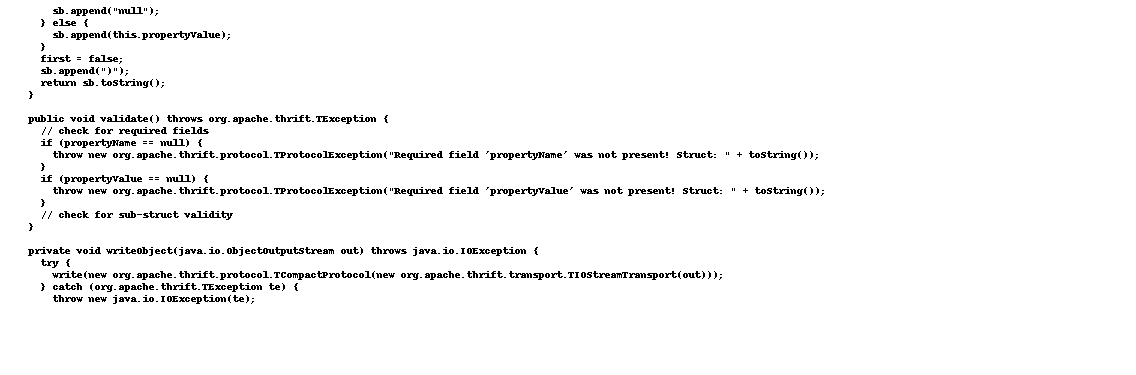 sb.append("null");
    } else {
      sb.append(this.propertyValue);
    }
    first = false;
    sb.append(")");
    return sb.toString();
  }

  public void validate() throws org.apache.thrift.TException {
    // check for required fields
    if (propertyName == null) {
      throw new org.apache.thrift.protocol.TProtocolException("Required field 'propertyName' was not present! Struct: " + toString());
    }
    if (propertyValue == null) {
      throw new org.apache.thrift.protocol.TProtocolException("Required field 'propertyValue' was not present! Struct: " + toString());
    }
    // check for sub-struct validity
  }

  private void writeObject(java.io.ObjectOutputStream out) throws java.io.IOException {
    try {
      write(new org.apache.thrift.protocol.TCompactProtocol(new org.apache.thrift.transport.TIOStreamTransport(out)));
    } catch (org.apache.thrift.TException te) {
      throw new java.io.IOException(te);